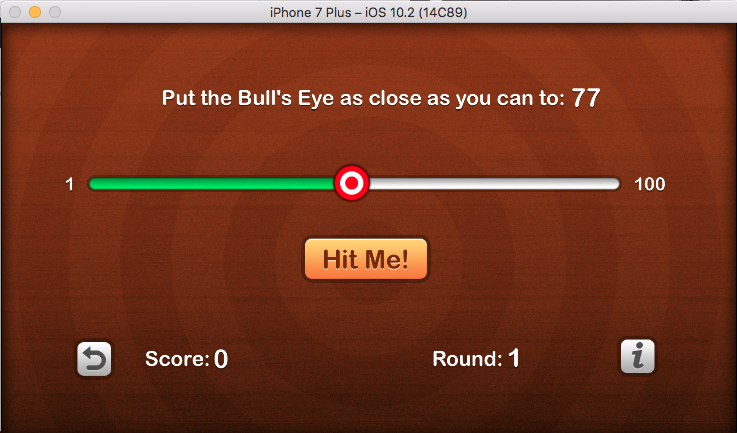 iPhone 7 Plus – iOS 10.2 (14C89)
Put the Bull's Eye as close as you can to: 77
1 100
Hit Me!
Score: 0 Round: 1 i